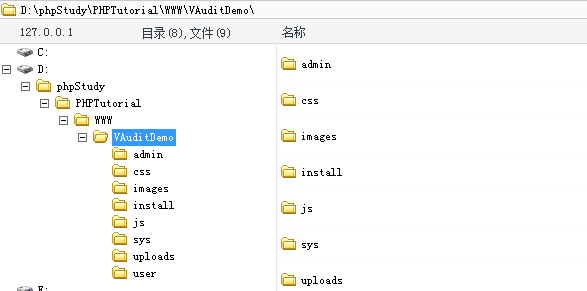 D:\phpStudy\PHPTutorial\WWW\VAuditDemo\
127.0.0.1 目录(8),文件(9) 名称
C:
D:
phpStudy
PHPTutorial
WWW
VAuditDemo
admin
css
images
install
js
sys
uploads
user
admin
css
images
install
js
sys
uploads